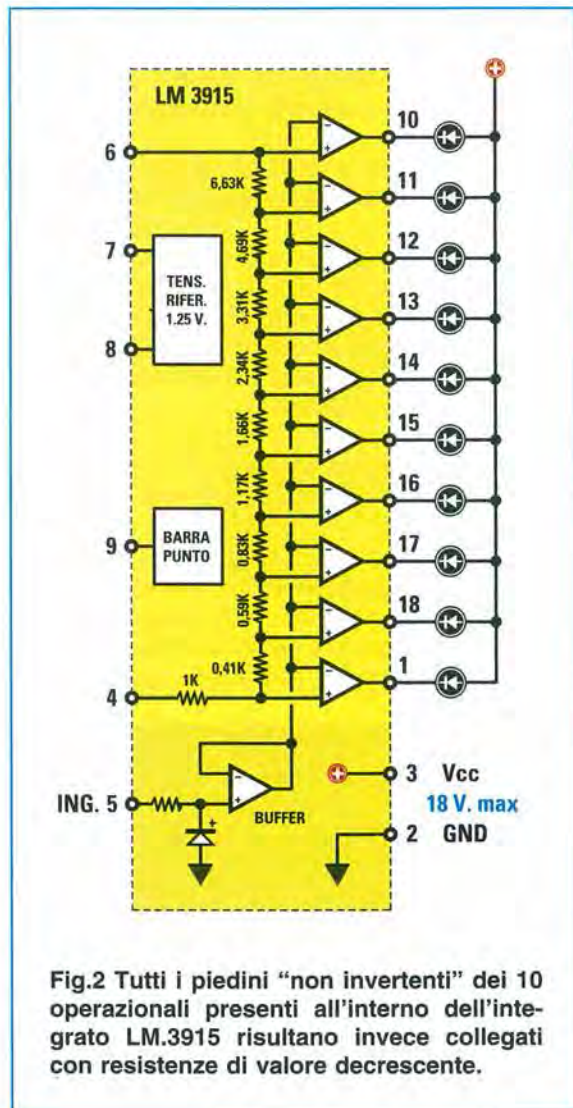 LM 3915
10
6
6,63K
11
4,69K
7
12
TENS.
RIFER.
1.25 V.
3,31K
13
8
2,34K
14
1,66K
15
1,17K
16
9
BARRA
PUNTO
0,83K
17
0,59K
18
0,41K
1K
1
4
3 Vcc
18 V. max
ING. 5
BUFFER
2 GND
Fig.2 Tutti i piedini “non invertenti” dei 10
operazionali presenti all'interno dell'inte-
grato LM.3915 risultano invece collegati
con resistenze di valore decrescente.